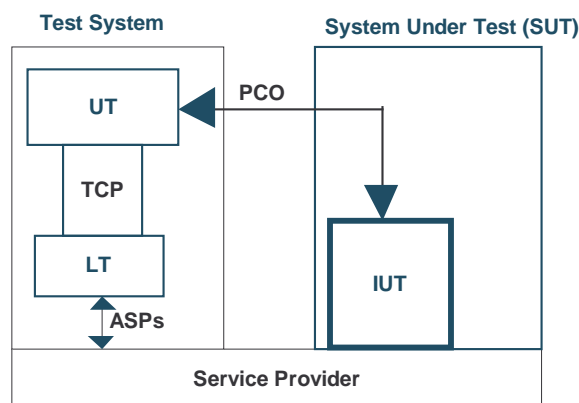 Test System
System Under Test (SUT)
UT
PCO
TCP
LT
IUT
ASPs
Service Provider